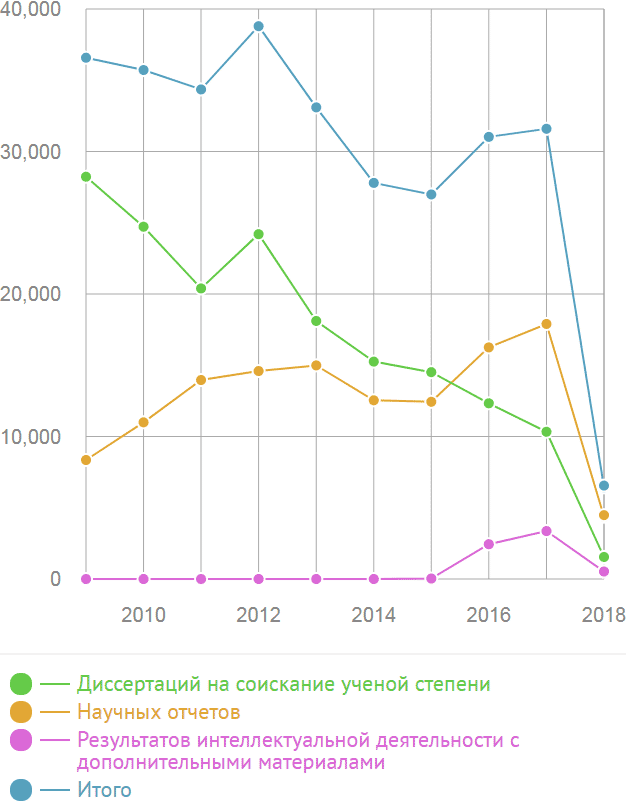 40,000
30,000
20,000
10,000
0
2010 2012 2014 2016 2018
Диссертаций на соискание ученой степени
Научных отчетов
Результатов интеллектуальной деятельности с
дополнительными материалами
Итого